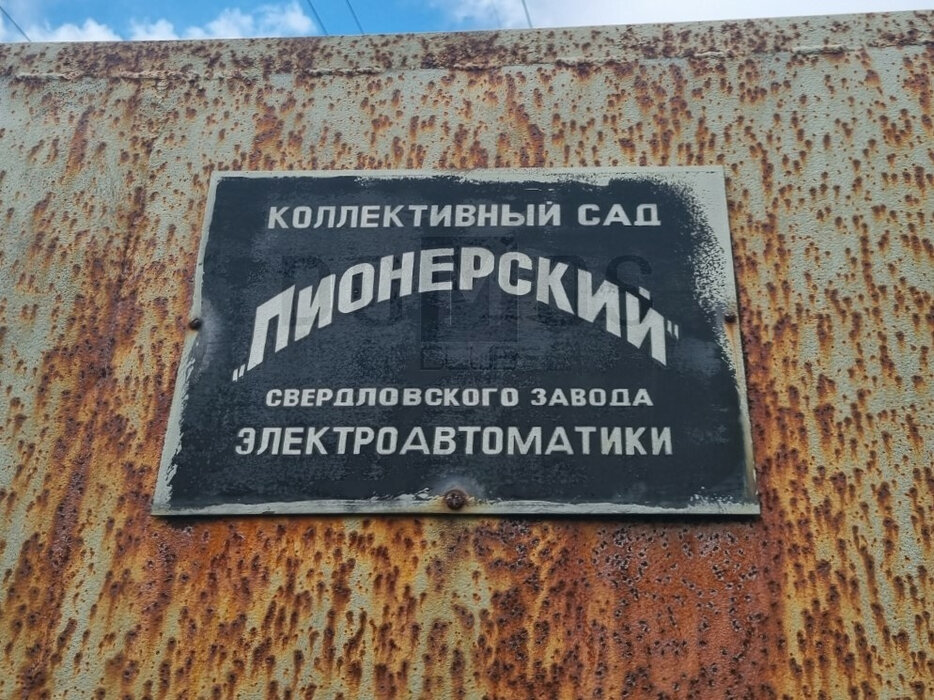 КОЛЛЕКТИВНЫЙ САД
"ПИОНЕРСКИЙ"
СВЕРДЛОВСКОГО ЗАВОДА
ЭЛЕКТРОАВТОМАТИКИ